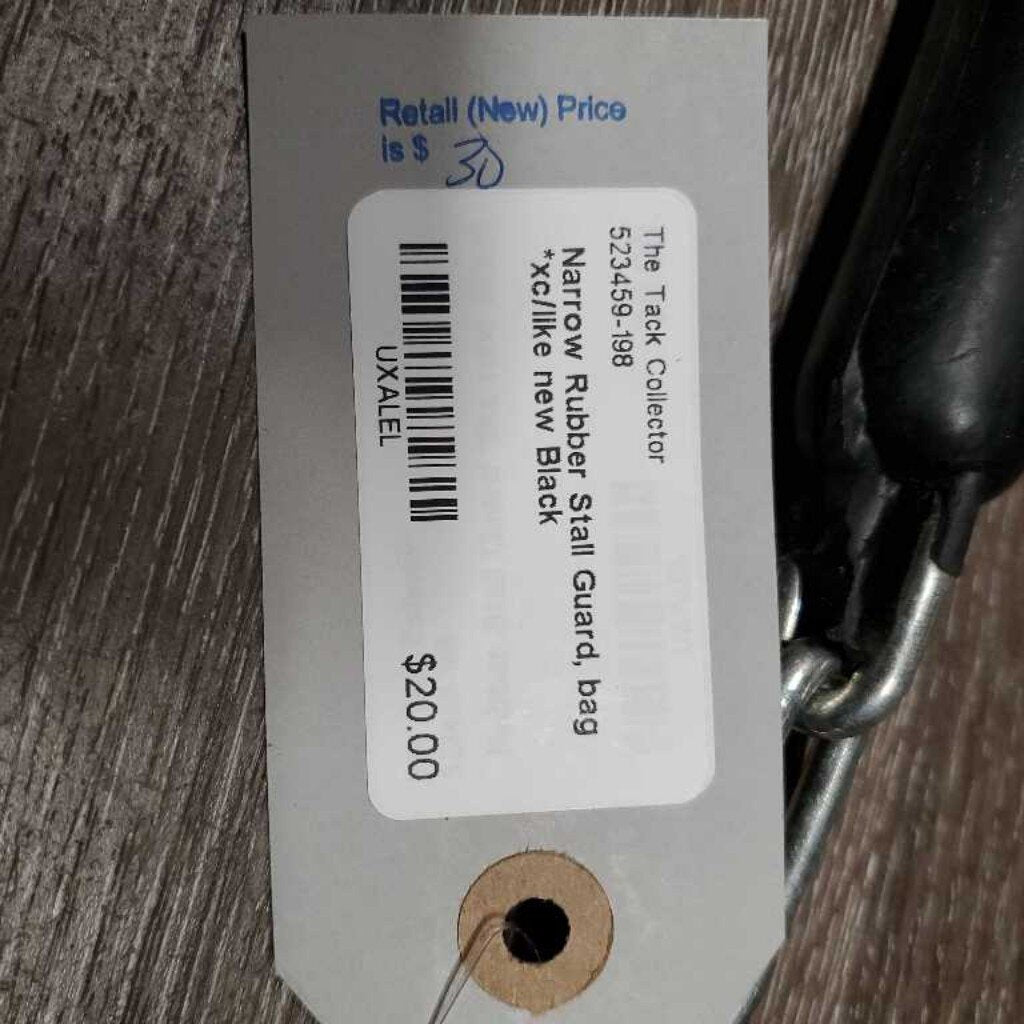 Retail (New) Price
is $ 30
The Tack Collector
523459-198
Narrow Rubber Stall Guard, bag
*xc/like new Black
UXALEL
$20.00